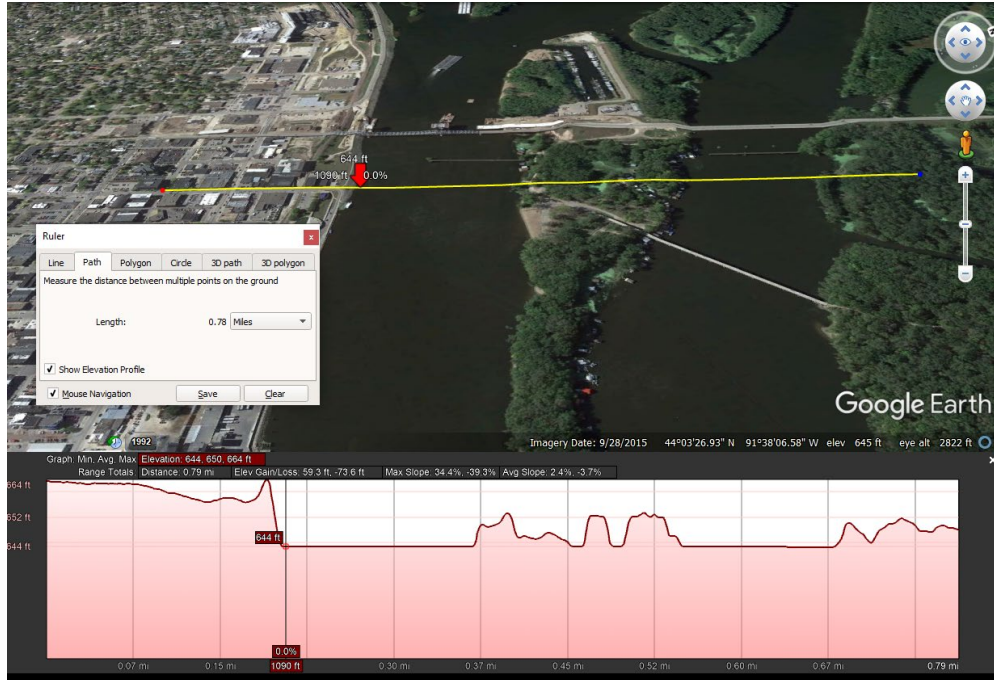 644 ft
1090 ft 0.0%
Ruler
x
Line Path Polygon Circle 3D path 3D polygon
Measure the distance between multiple points on the ground
Length: 0.78 Miles
Show Elevation Profile
Mouse Navigation Save Clear
Google Earth
1992
Imagery Date: 9/28/2015 44°03'26.93" N 91°38'06.58" W elev 645 ft eye alt 2822 ft
Graph: Min, Avg, Max Elevation: 644, 650, 664 ft
Range Totals: Distance: 0.79 mi Elev Gain/Loss: 59.3 ft, -73.6 ft Max Slope: 34.4%, -39.3% Avg Slope: 2.4%, -3.7%
664 ft
652 ft
644 ft
644 ft
0.0%
0.07 mi 0.15 mi 1090 ft 0.30 mi 0.37 mi 0.45 mi 0.52 mi 0.60 mi 0.67 mi 0.79 mi